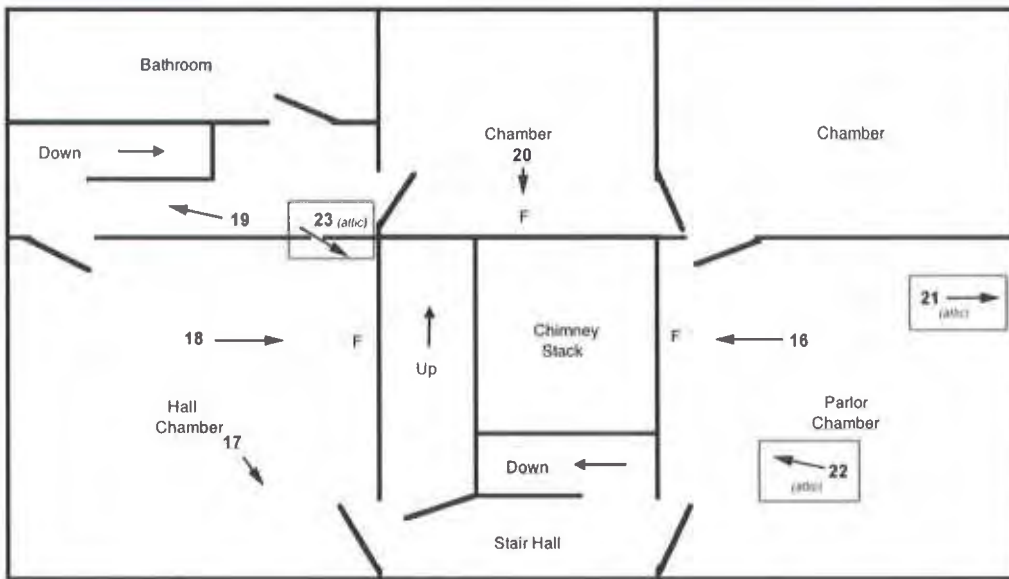 Bathroom
Chamber
20
F
Chamber
Down
19
23 (attic)
18
F
Up
Chimney
Stack
F
16
21
(attic)
Hall
Chamber
17
Parlor
Chamber
22
(attic)
Down
Stair Hall